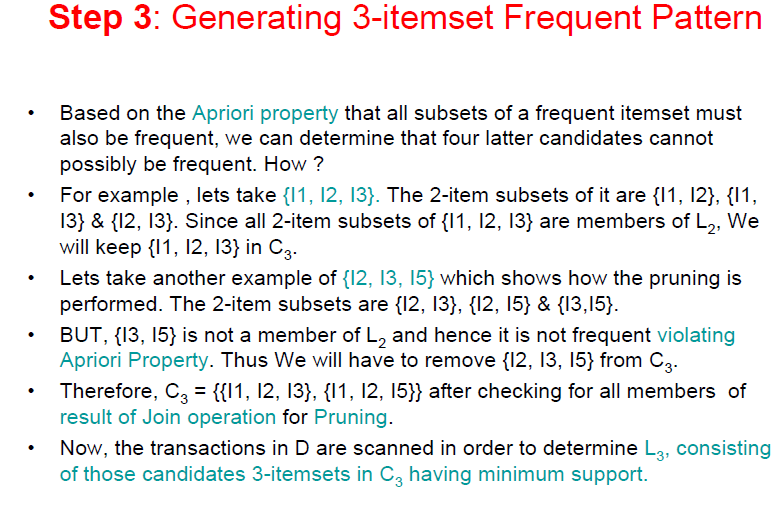 Step 3: Generating 3-itemset Frequent Pattern
• Based on the Apriori property that all subsets of a frequent itemset must
also be frequent, we can determine that four latter candidates cannot
possibly be frequent. How ?
• For example , lets take {I1, I2, I3}. The 2-item subsets of it are {I1, I2}, {I1,
I3} & {I2, I3}. Since all 2-item subsets of {I1, I2, I3} are members of L₂, We
will keep {I1, I2, I3} in C₃.
• Lets take another example of {I2, I3, I5} which shows how the pruning is
performed. The 2-item subsets are {I2, I3}, {I2, I5} & {I3,I5}.
• BUT, {I3, I5} is not a member of L₂ and hence it is not frequent violating
Apriori Property. Thus We will have to remove {I2, I3, I5} from C₃.
• Therefore, C₃ = {{I1, I2, I3}, {I1, I2, I5}} after checking for all members of
result of Join operation for Pruning.
• Now, the transactions in D are scanned in order to determine L₃, consisting
of those candidates 3-itemsets in C₃ having minimum support.